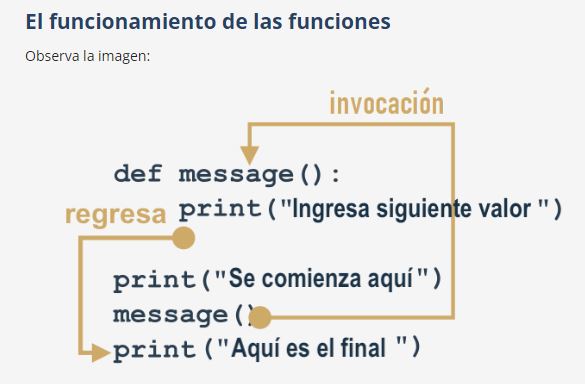 El funcionamiento de las funciones
Observa la imagen:
invocación
def message():
regresa print("Ingresa siguiente valor ")
print("Se comienza aquí")
message()
print("Aquí es el final ")